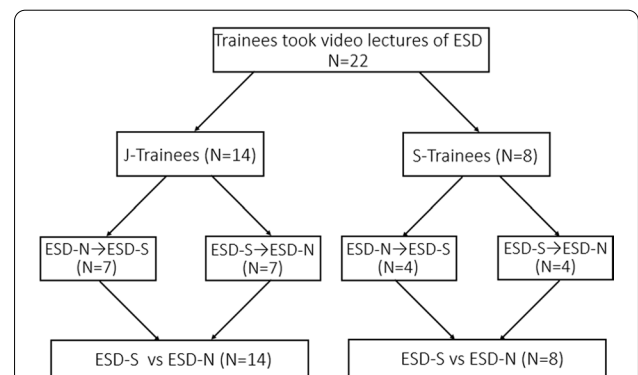 Trainees took video lectures of ESD
N=22
J-Trainees (N=14)
S-Trainees (N=8)
ESD-N→ESD-S
(N=7)
ESD-S→ESD-N
(N=7)
ESD-N→ESD-S
(N=4)
ESD-S→ESD-N
(N=4)
ESD-S vs ESD-N (N=14)
ESD-S vs ESD-N (N=8)